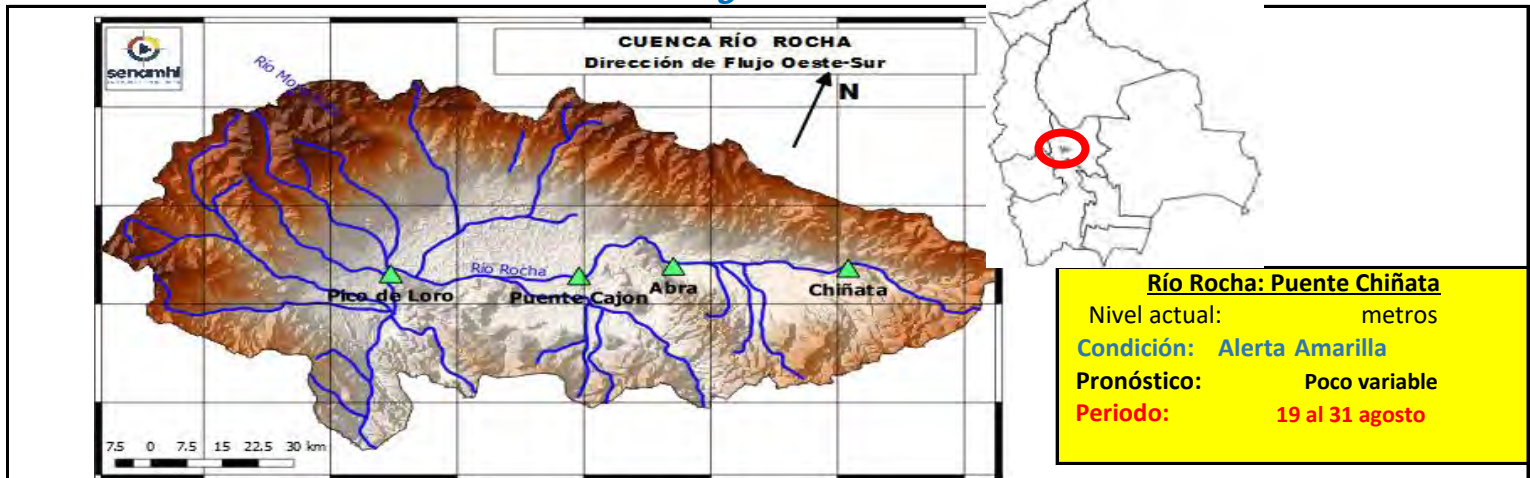 senamhi
CUENCA RÍO ROCHA
Dirección de Flujo Oeste-Sur
N
Río Rocha
Pico de Loro
Puente Cajon
Abra
Chiñata
7.5 0 7.5 15 22.5 30 km
Río Rocha: Puente Chiñata
Nivel actual: metros
Condición: Alerta Amarilla
Pronóstico: Poco variable
Periodo: 19 al 31 agosto